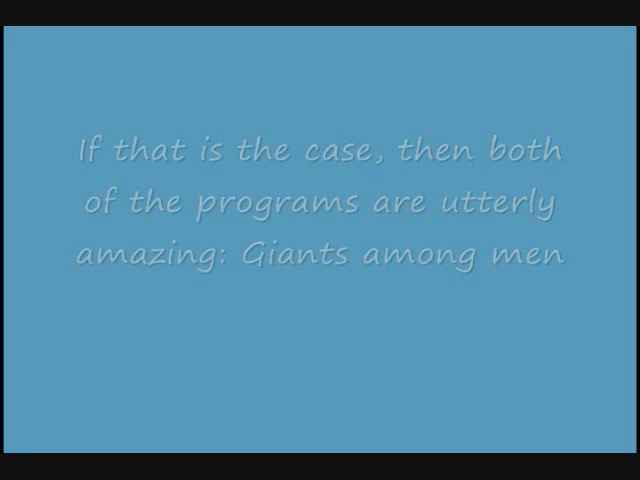 If that is the case, then both
of the programs are utterly
amazing: Giants among men